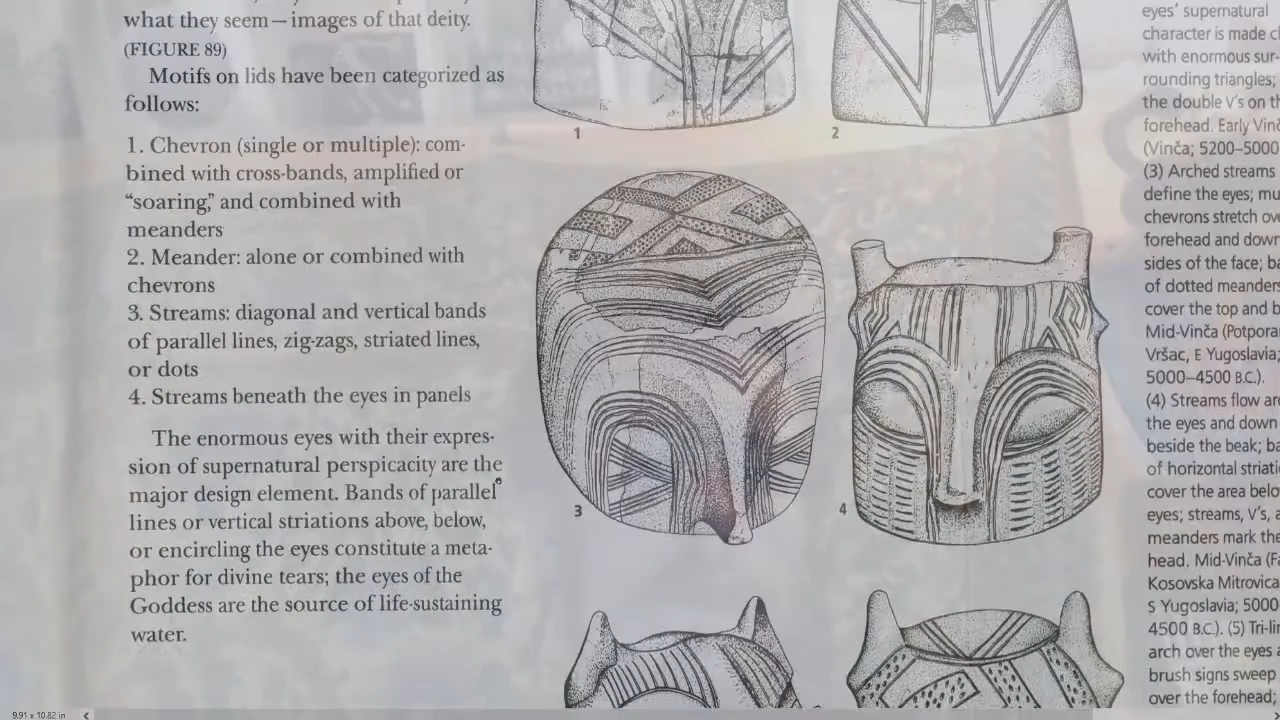 what they seem—images of that deity.
(FIGURE 89)
Motifs on lids have been categorized as
follows:
1. Chevron (single or multiple): com-
bined with cross-bands, amplified or
“soaring,” and combined with
meanders
2. Meander: alone or combined with
chevrons
3. Streams: diagonal and vertical bands
of parallel lines, zig-zags, striated lines,
or dots
4. Streams beneath the eyes in panels
The enormous eyes with their expres-
sion of supernatural perspicacity are the
major design element. Bands of parallel
lines or vertical striations above, below,
or encircling the eyes constitute a meta-
phor for divine tears; the eyes of the
Goddess are the source of life-sustaining
water.
1
2
3
4
eyes’ supernatural
character is made
with enormous sur-
rounding triangles;
the double V’s on
forehead. Early
(Vinča; 5200–5000
(3) Arched streams
define the eyes;
chevrons stretch
forehead and down
sides of the face;
of dotted meanders
cover the top and
Mid-Vinča
Vršac, E Yugoslavia;
5000–4500 B.C.).
(4) Streams flow
the eyes and down
beside the beak;
of horizontal
cover the area
eyes; streams, V’s,
meanders mark the
head. Mid-Vinča
Kosovska Mitrovica
S Yugoslavia; 5000
4500 B.C.). (5)
arch over the eyes
brush signs sweep
over the forehead;
9.91 x 10.82 in